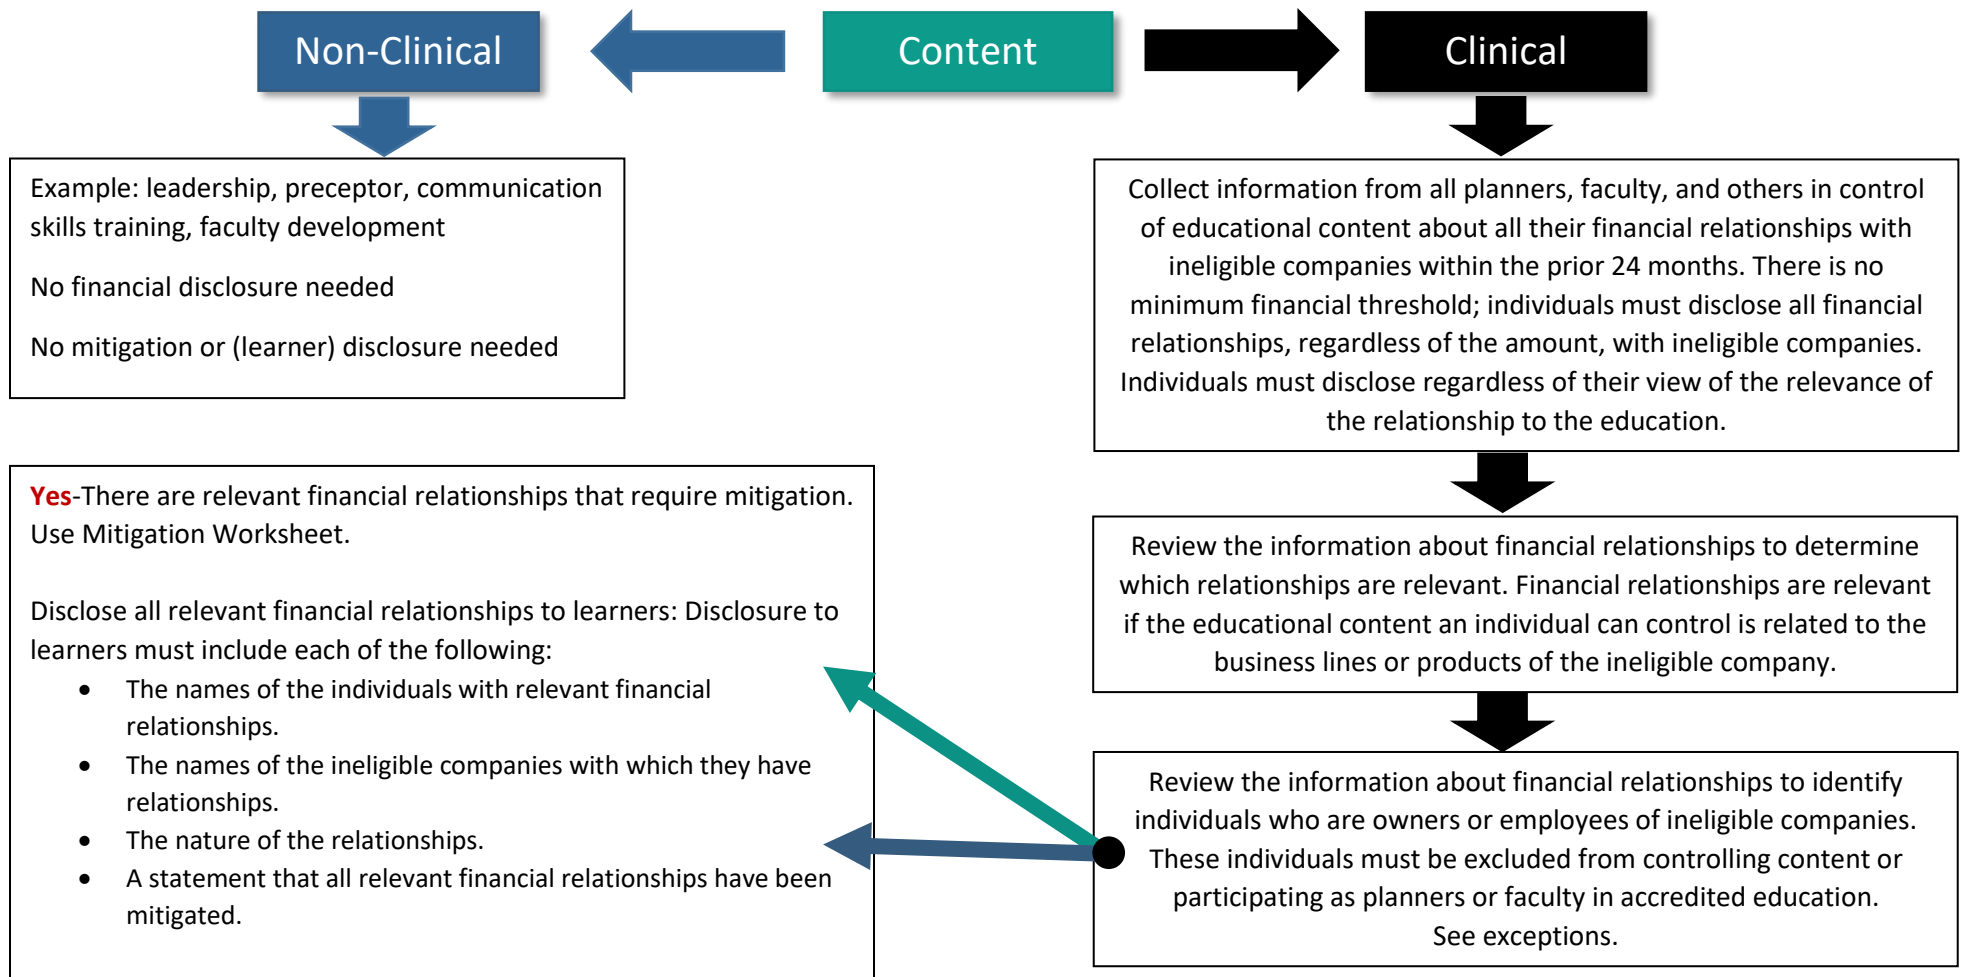 Non-Clinical
Content
Clinical
Example: leadership, preceptor, communication
skills training, faculty development
No financial disclosure needed
No mitigation or (learner) disclosure needed
Collect information from all planners, faculty, and others in control
of educational content about all their financial relationships with
ineligible companies within the prior 24 months. There is no
minimum financial threshold; individuals must disclose all financial
relationships, regardless of the amount, with ineligible companies.
Individuals must disclose regardless of their view of the relevance of
the relationship to the education.
Review the information about financial relationships to determine
which relationships are relevant. Financial relationships are relevant
if the educational content an individual can control is related to the
business lines or products of the ineligible company.
Review the information about financial relationships to identify
individuals who are owners or employees of ineligible companies.
These individuals must be excluded from controlling content or
participating as planners or faculty in accredited education.
See exceptions.
Yes-There are relevant financial relationships that require mitigation.
Use Mitigation Worksheet.
Disclose all relevant financial relationships to learners: Disclosure to
learners must include each of the following:
• The names of the individuals with relevant financial
relationships.
• The names of the ineligible companies with which they have
relationships.
• The nature of the relationships.
• A statement that all relevant financial relationships have been
mitigated.